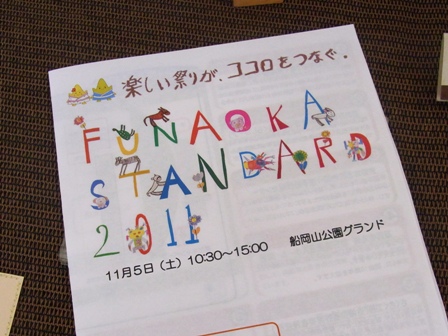 楽しい祭りが、ココロをつなぐ。
FUNAOKA
STANDARD
2011
11月5日（土）10:30～15:00 船岡山公園グランド